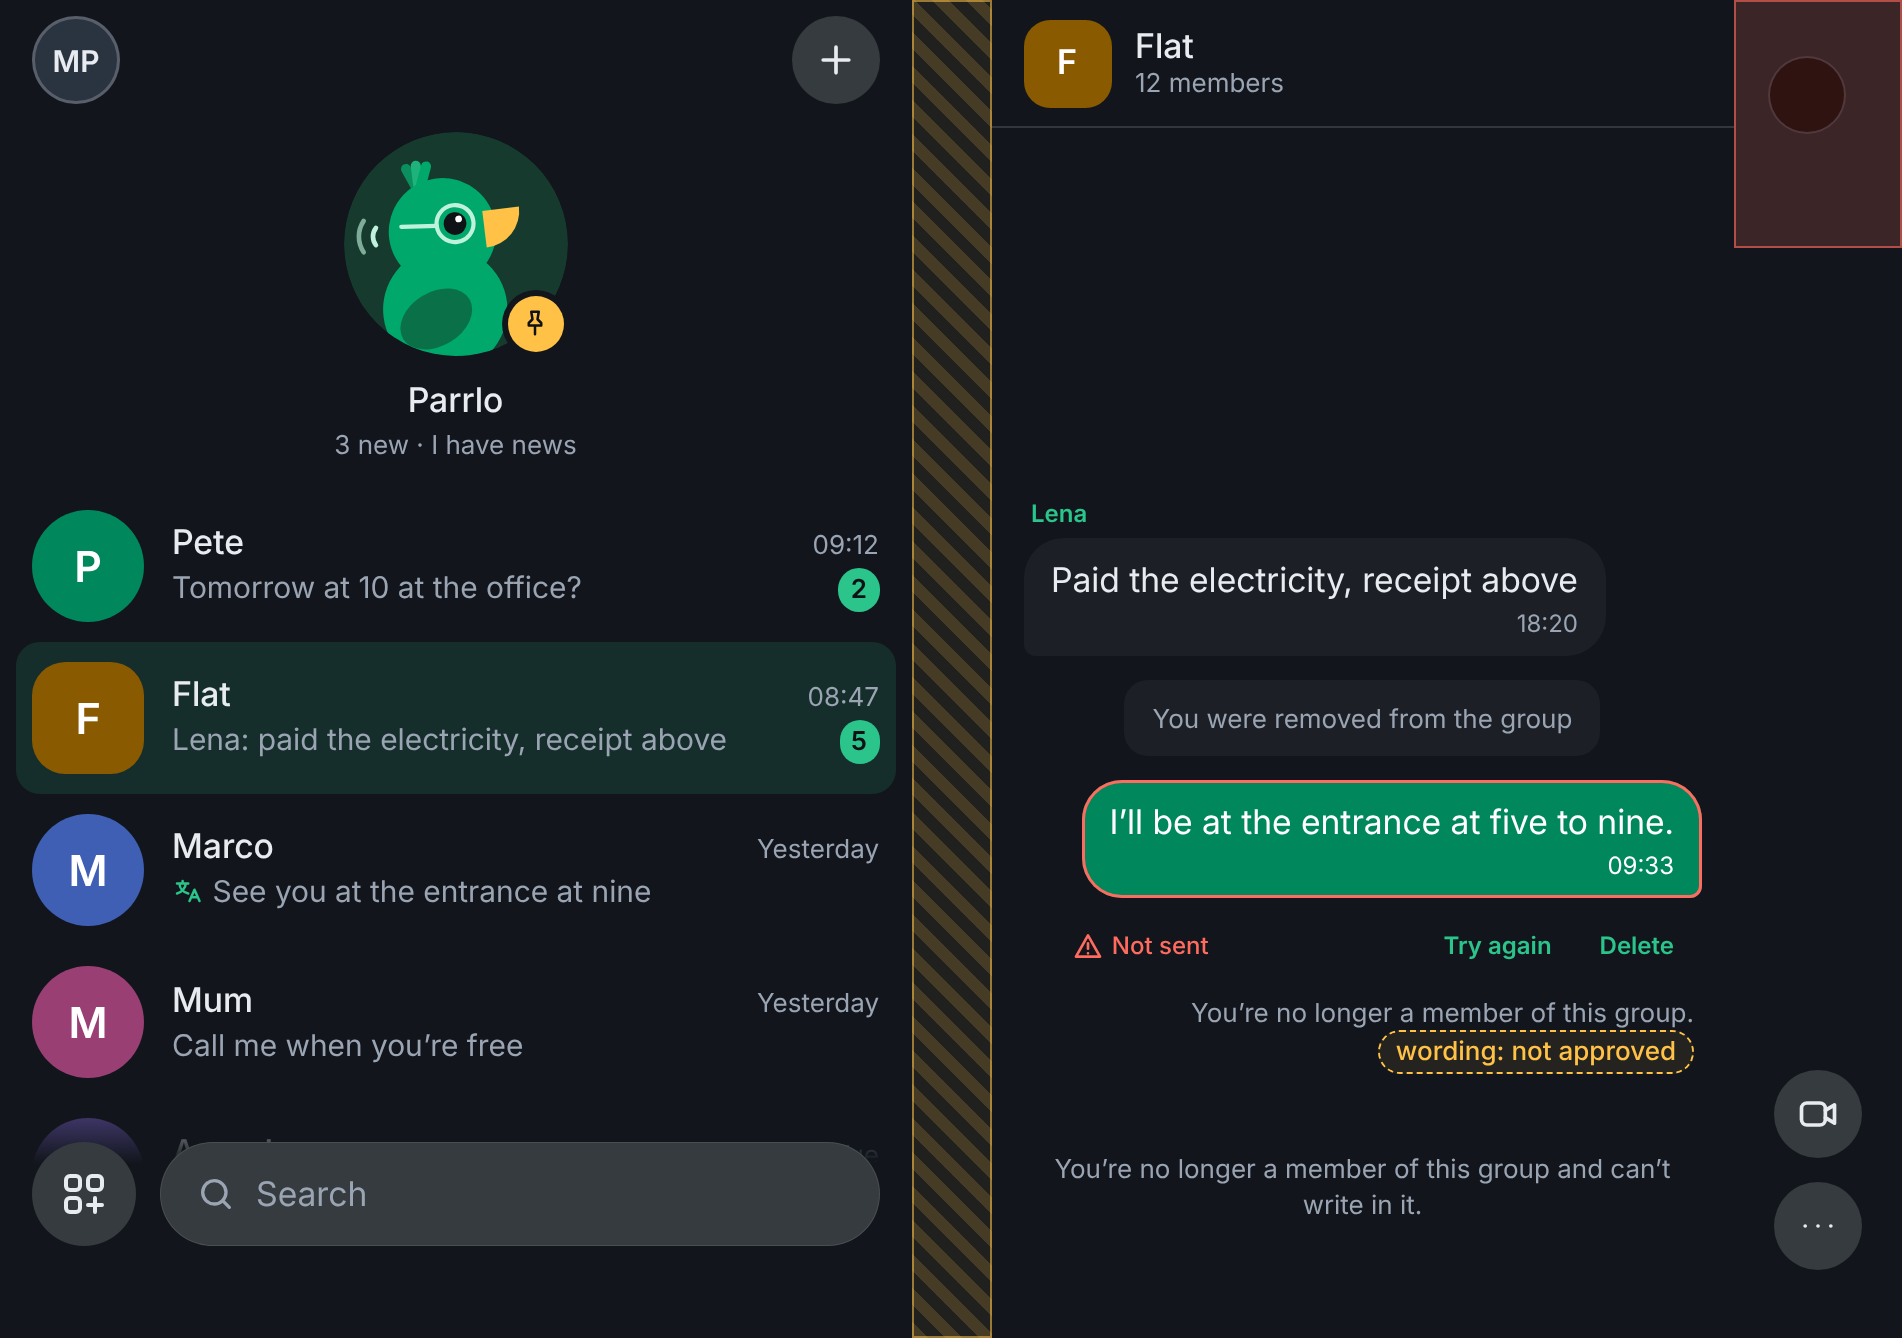 MP
Parrlo
3 new · I have news
P
Pete
09:12
Tomorrow at 10 at the office?
2
F
Flat
08:47
Lena: paid the electricity, receipt above
5
M
Marco
Yesterday
See you at the entrance at nine
M
Mum
Yesterday
Call me when you’re free
Search
F
Flat
12 members
Lena
Paid the electricity, receipt above
18:20
You were removed from the group
I’ll be at the entrance at five to nine.
09:33
Not sent
Try again
Delete
You’re no longer a member of this group.
wording: not approved
You’re no longer a member of this group and can’t
write in it.